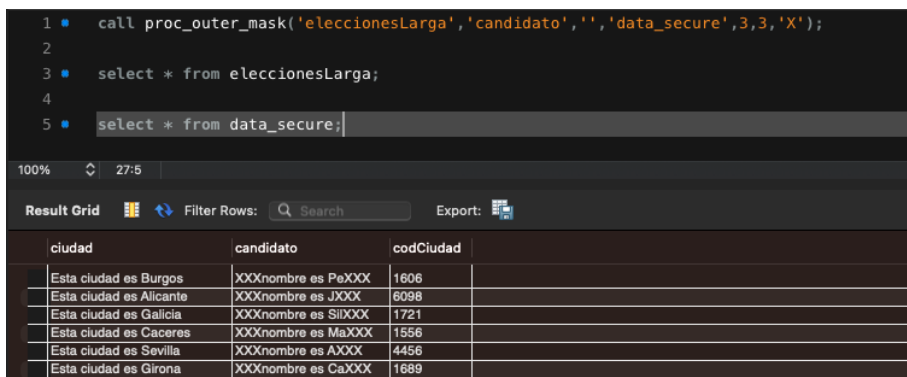 1 call proc_outer_mask('eleccionesLarga','candidato','','data_secure',3,3,'X');
2
3 select * from eleccionesLarga;
4
5 select * from data_secure;
100% 27:5
Result Grid Filter Rows: Search Export:
ciudad candidato codCiudad
Esta ciudad es Burgos XXXnombre es PeXXX 1606
Esta ciudad es Alicante XXXnombre es JXXX 6098
Esta ciudad es Galicia XXXnombre es SilXXX 1721
Esta ciudad es Caceres XXXnombre es MaXXX 1556
Esta ciudad es Sevilla XXXnombre es AXXX 4456
Esta ciudad es Girona XXXnombre es CaXXX 1689